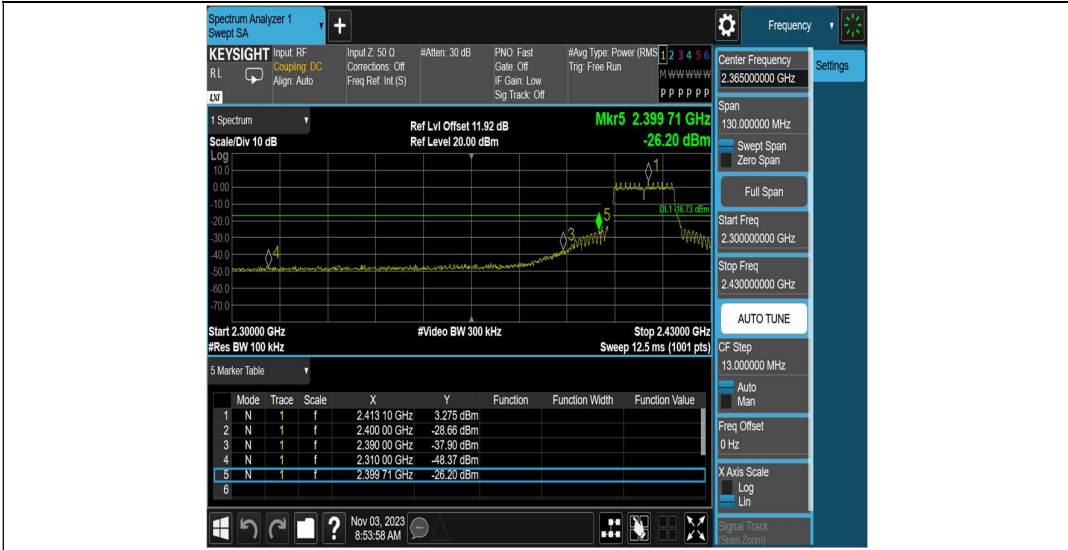 Spectrum Analyzer 1
Swept SA
Frequency
KEYSIGHT Input: RF Input Z: 50 Ω #Atten: 30 dB PNO: Fast #Avg Type: Power (RMS 1 2 3 4 5 6
RL Coupling: DC Corrections: Off Gate: Off Trig: Free Run M W W W W W
Align: Auto Freq Ref: Int (S) IF Gain: Low
Sig Track: Off P P P P P P
LXI
Center Frequency
2.365000000 GHz
Settings
1 Spectrum
Ref Lvl Offset 11.92 dB
Mkr5 2.399 71 GHz
Scale/Div 10 dB
Ref Level 20.00 dBm
-26.20 dBm
Log
10.0
0.00
-10.0
-20.0
-30.0
-40.0
-50.0
-60.0
-70.0
1
5
3
4
DL1 -16.73 dBm
Start 2.30000 GHz #Video BW 300 kHz Stop 2.43000 GHz
#Res BW 100 kHz Sweep 12.5 ms (1001 pts)
Span
130.000000 MHz
Swept Span
Zero Span
Full Span
Start Freq
2.300000000 GHz
Stop Freq
2.430000000 GHz
AUTO TUNE
CF Step
13.000000 MHz
Auto
Man
Freq Offset
0 Hz
X Axis Scale
Log
Lin
Signal Track
(Span Zoom)
5 Marker Table
Mode Trace Scale X Y Function Function Width Function Value
1 N 1 f 2.413 10 GHz 3.275 dBm
2 N 1 f 2.400 00 GHz -28.66 dBm
3 N 1 f 2.390 00 GHz -37.90 dBm
4 N 1 f 2.310 00 GHz -48.37 dBm
5 N 1 f 2.399 71 GHz -26.20 dBm
6
? Nov 03, 2023
8:53:58 AM